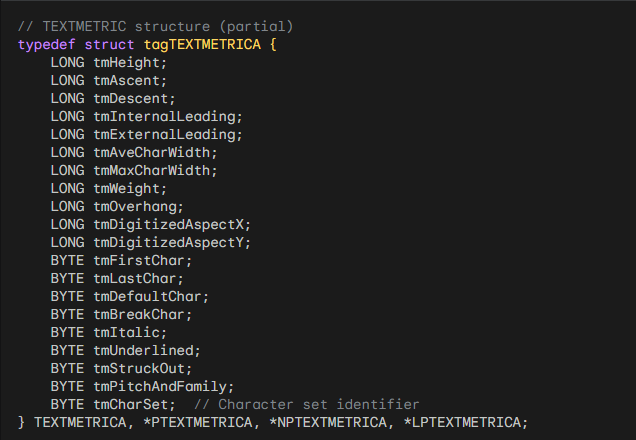 // TEXTMETRIC structure (partial)
typedef struct tagTEXTMETRICA {
    LONG tmHeight;
    LONG tmAscent;
    LONG tmDescent;
    LONG tmInternalLeading;
    LONG tmExternalLeading;
    LONG tmAveCharWidth;
    LONG tmMaxCharWidth;
    LONG tmWeight;
    LONG tmOverhang;
    LONG tmDigitizedAspectX;
    LONG tmDigitizedAspectY;
    BYTE tmFirstChar;
    BYTE tmLastChar;
    BYTE tmDefaultChar;
    BYTE tmBreakChar;
    BYTE tmItalic;
    BYTE tmUnderlined;
    BYTE tmStruckOut;
    BYTE tmPitchAndFamily;
    BYTE tmCharSet;  // Character set identifier
} TEXTMETRICA, *PTEXTMETRICA, *NPTEXTMETRICA, *LPTEXTMETRICA;